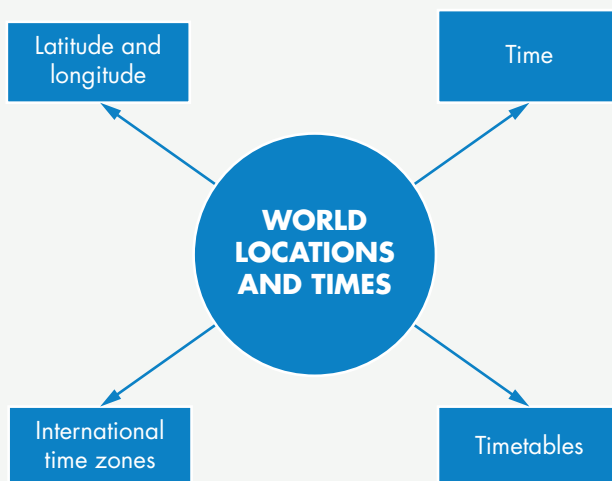 Latitude and
longitude
Time
WORLD
LOCATIONS
AND TIMES
International
time zones
Timetables